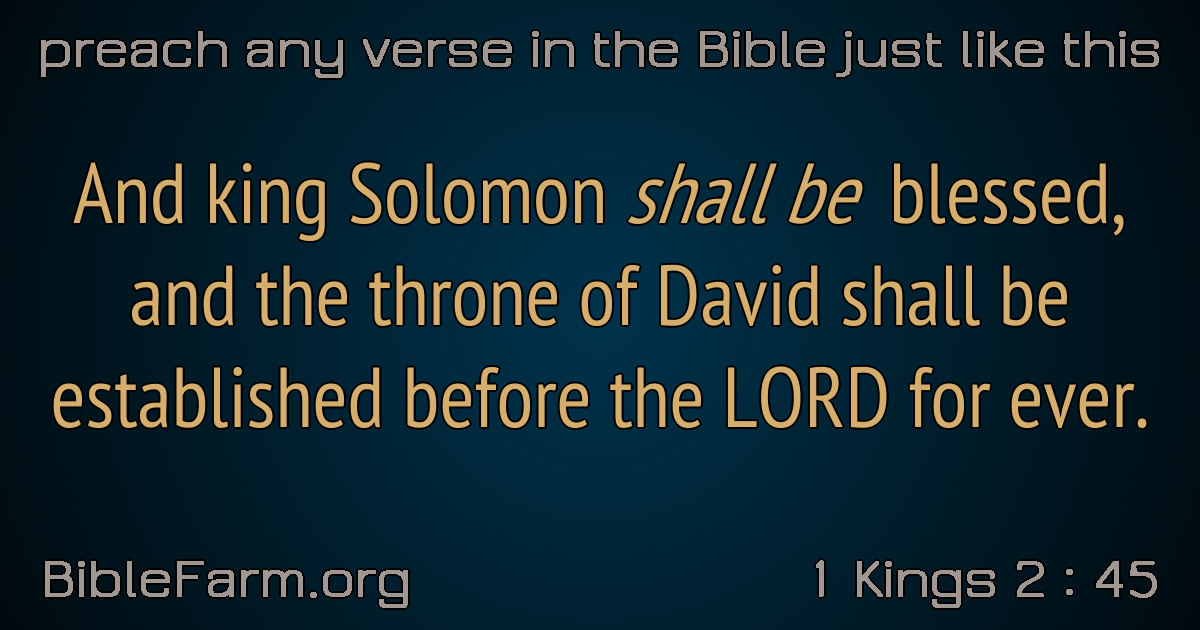 preach any verse in the Bible just like this
And king Solomon shall be blessed,
and the throne of David shall be
established before the LORD for ever.
BibleFarm.org
1 Kings 2 : 45